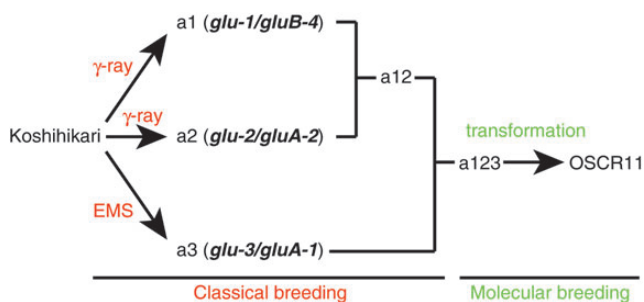 a1 (glu-1/gluB-4)
γ-ray
a12
γ-ray
transformation
Koshihikari
a2 (glu-2/gluA-2)
a123
OSCR11
EMS
a3 (glu-3/gluA-1)
Classical breeding
Molecular breeding